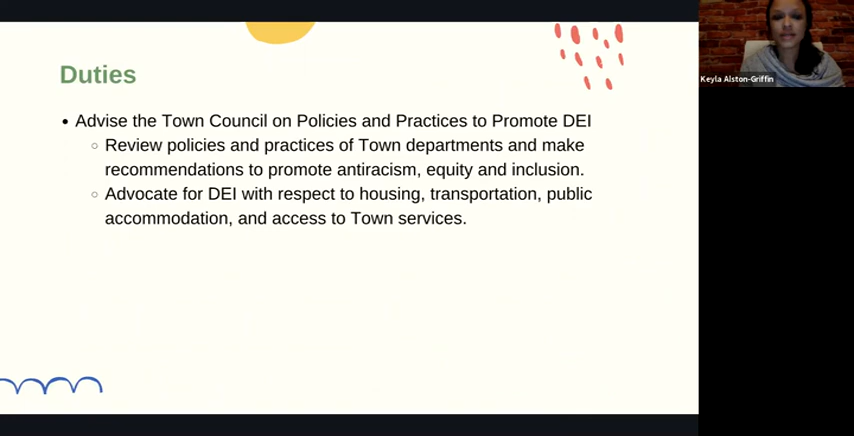 Duties
• Advise the Town Council on Policies and Practices to Promote DEI
○ Review policies and practices of Town departments and make
recommendations to promote antiracism, equity and inclusion.
○ Advocate for DEI with respect to housing, transportation, public
accommodation, and access to Town services.
Keyla Alston-Griffin